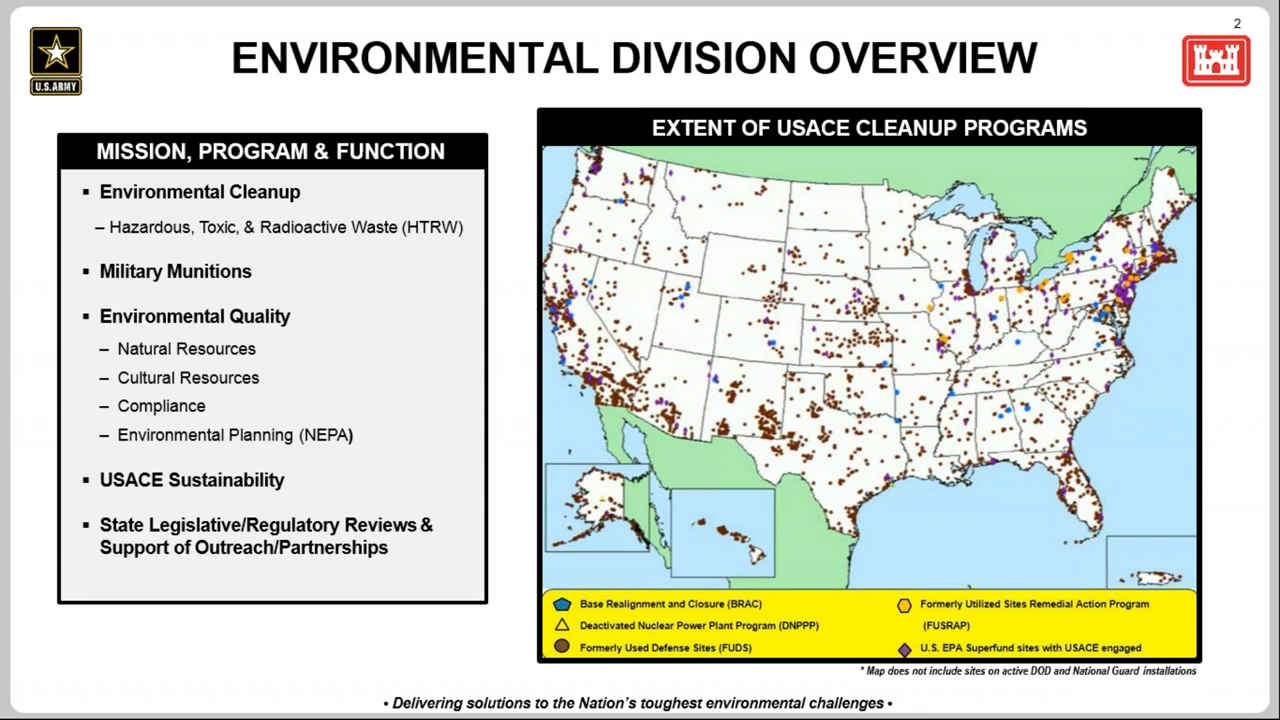 2
ENVIRONMENTAL DIVISION OVERVIEW
U.S.ARMY
MISSION, PROGRAM & FUNCTION
▪ Environmental Cleanup
– Hazardous, Toxic, & Radioactive Waste (HTRW)
▪ Military Munitions
▪ Environmental Quality
– Natural Resources
– Cultural Resources
– Compliance
– Environmental Planning (NEPA)
▪ USACE Sustainability
▪ State Legislative/Regulatory Reviews &
Support of Outreach/Partnerships
EXTENT OF USACE CLEANUP PROGRAMS
Base Realignment and Closure (BRAC)
Deactivated Nuclear Power Plant Program (DNPPP)
Formerly Used Defense Sites (FUDS)
Formerly Utilized Sites Remedial Action Program
(FUSRAP)
U.S. EPA Superfund sites with USACE engaged
* Map does not include sites on active DOD and National Guard installations
• Delivering solutions to the Nation's toughest environmental challenges •